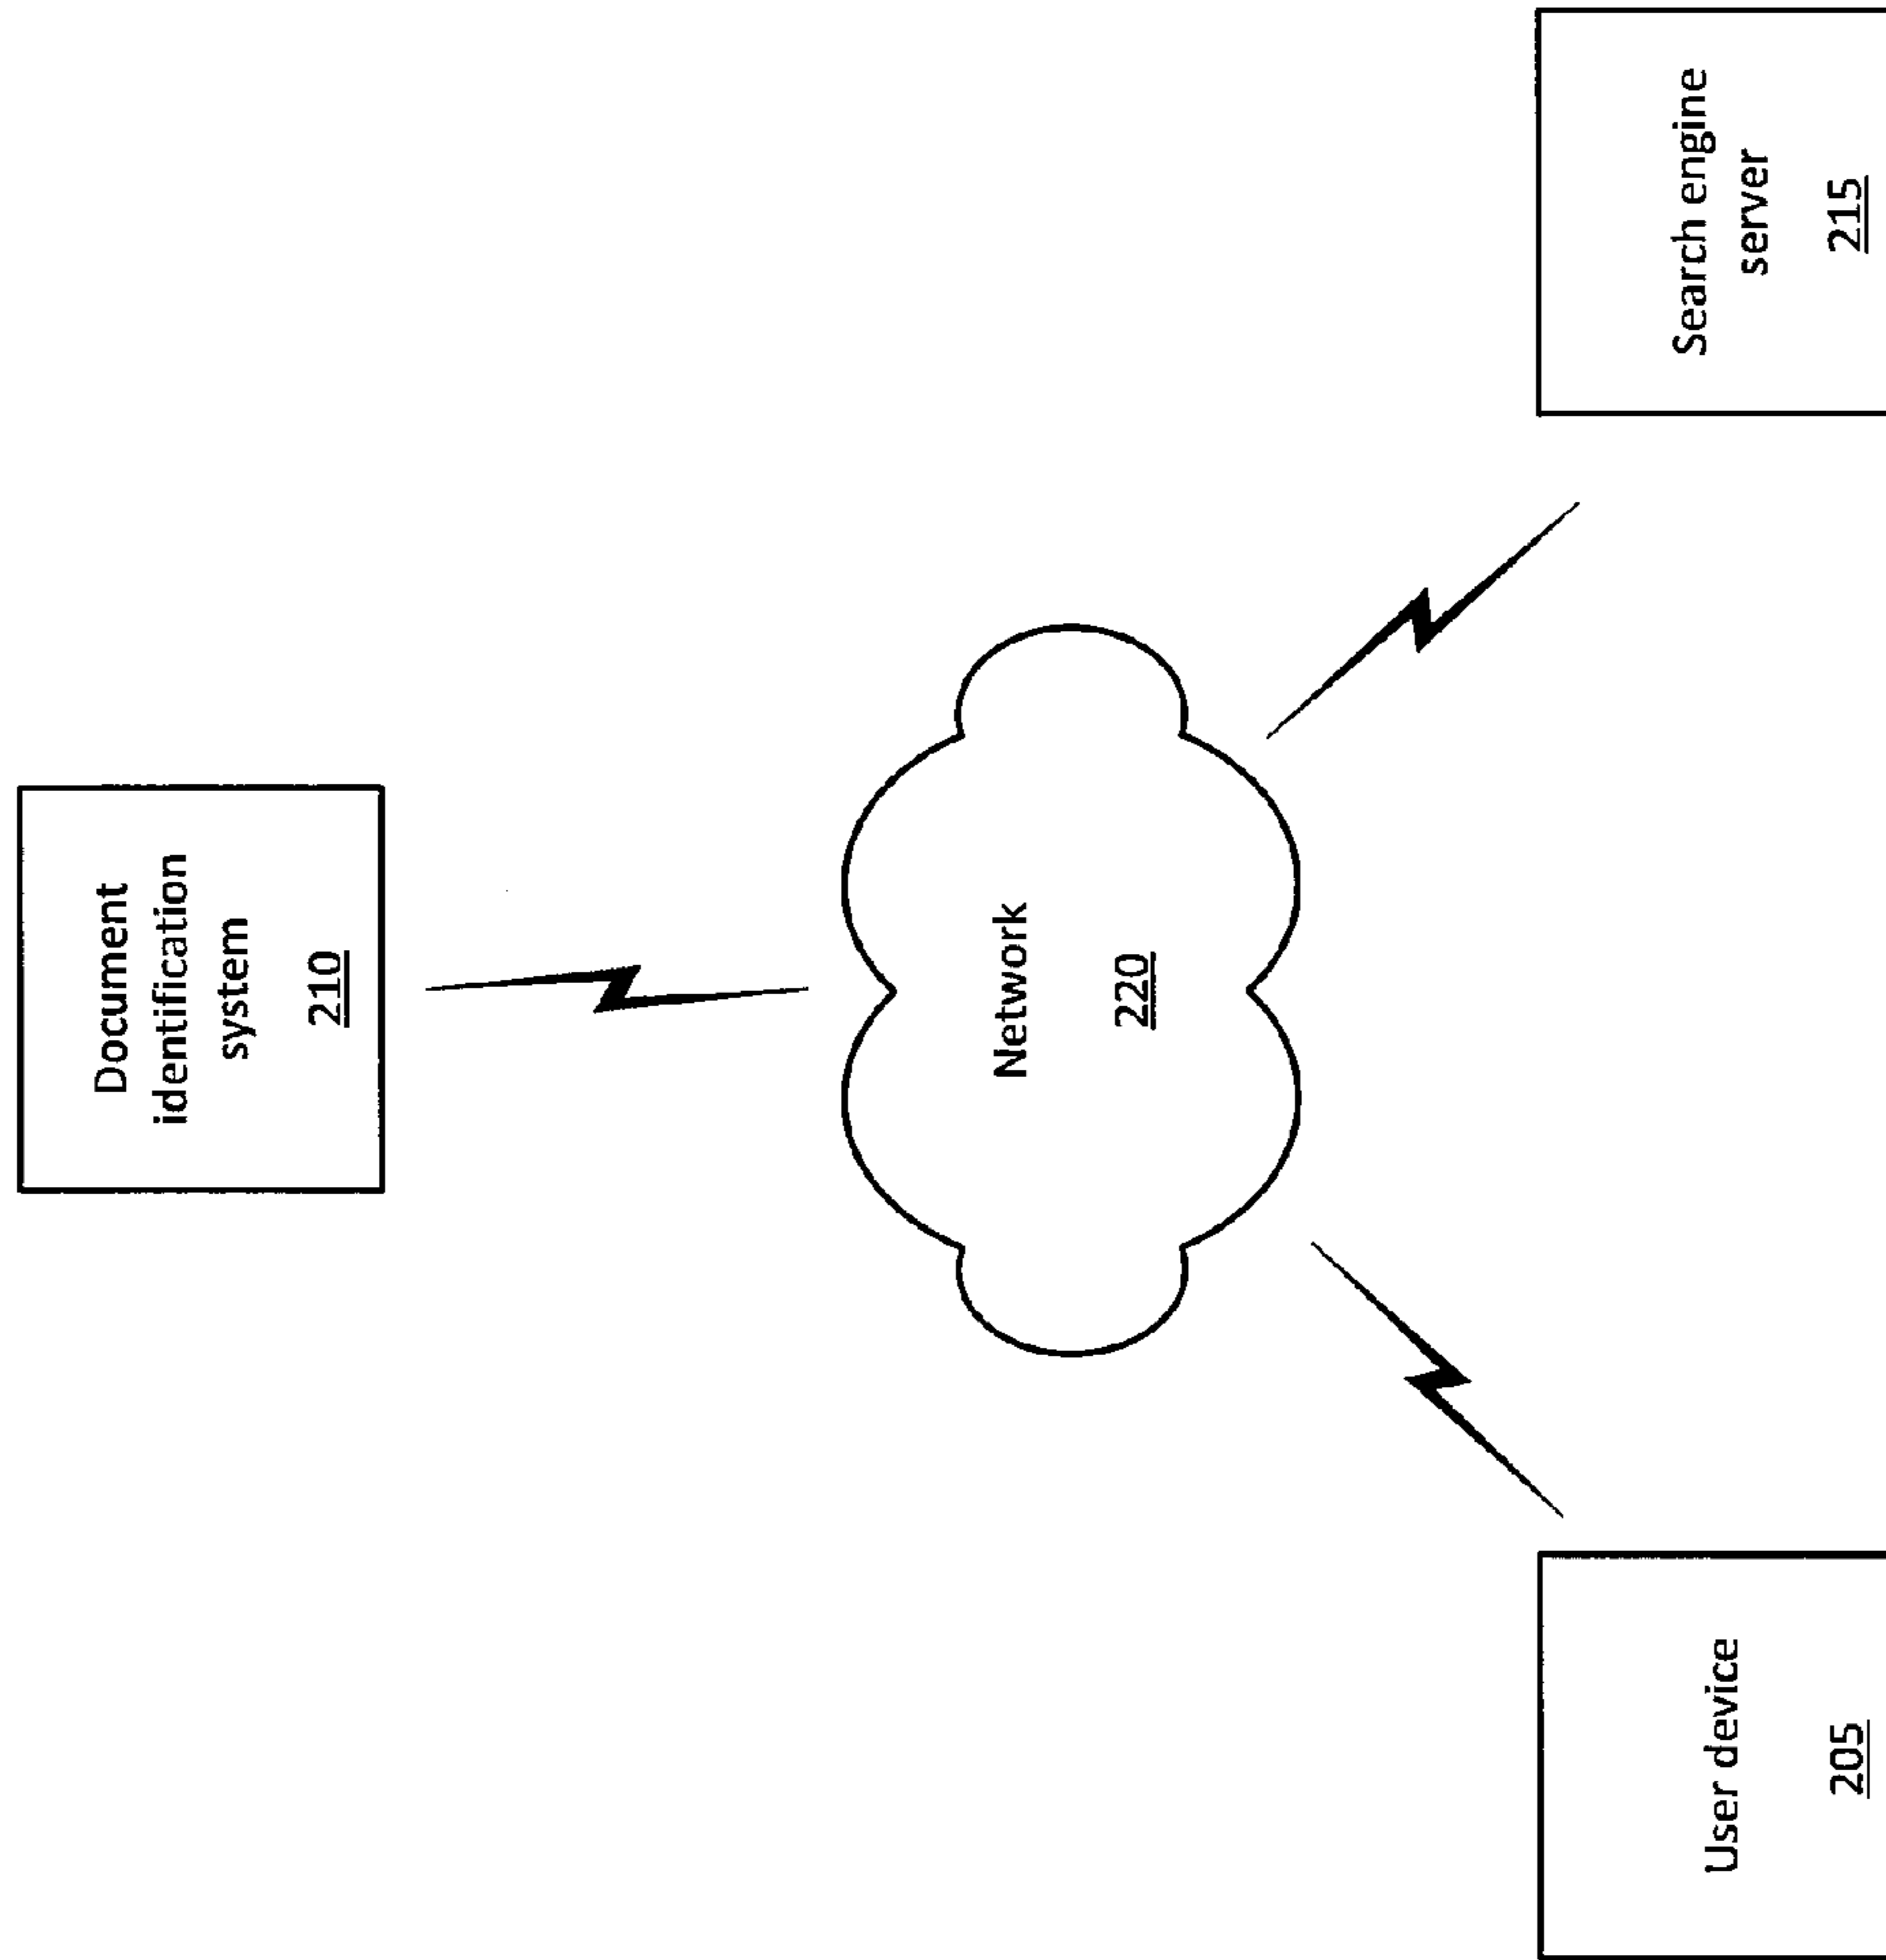 Document
identification
system
210
Network
220
User device
205
Search engine
server
215